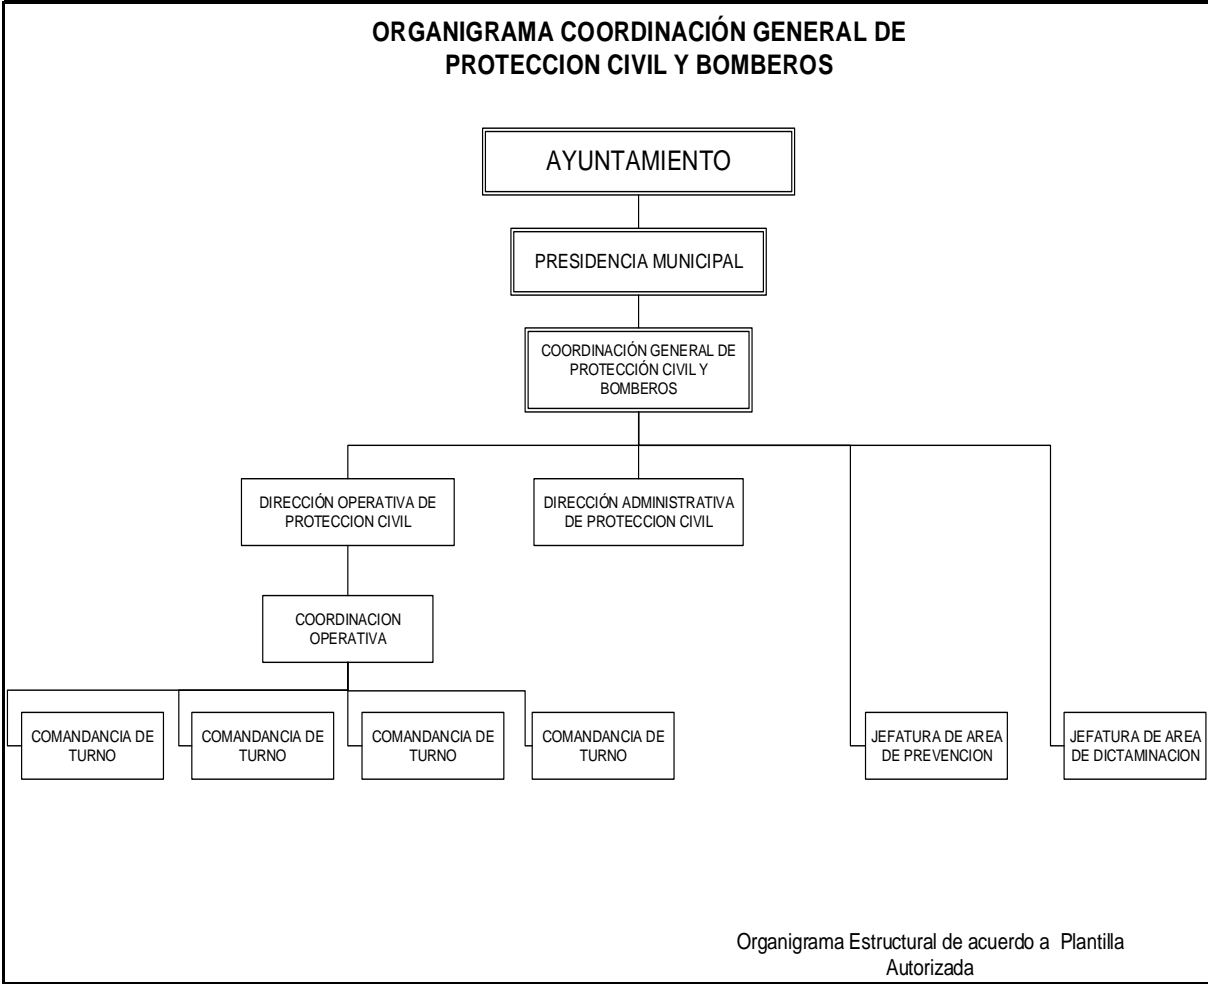 ORGANIGRAMA COORDINACIÓN GENERAL DE
PROTECCION CIVIL Y BOMBEROS
AYUNTAMIENTO
PRESIDENCIA MUNICIPAL
COORDINACIÓN GENERAL DE
PROTECCIÓN CIVIL Y
BOMBEROS
DIRECCIÓN OPERATIVA DE
PROTECCION CIVIL
DIRECCIÓN ADMINISTRATIVA
DE PROTECCION CIVIL
COORDINACION
OPERATIVA
COMANDANCIA DE
TURNO
COMANDANCIA DE
TURNO
COMANDANCIA DE
TURNO
COMANDANCIA DE
TURNO
JEFATURA DE AREA
DE PREVENCION
JEFATURA DE AREA
DE DICTAMINACION
Organigrama Estructural de acuerdo a Plantilla
Autorizada